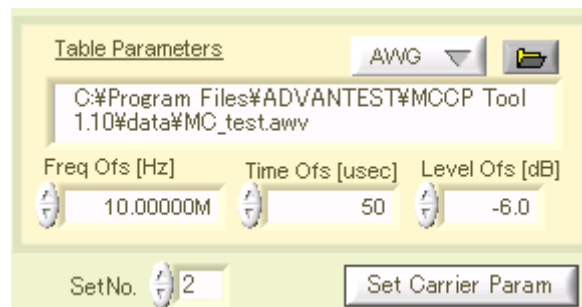 Table Parameters
AWG
C:¥Program Files¥ADVANTEST¥MCCP Tool
1.10¥data¥MC_test.awv
Freq Ofs [Hz]
Time Ofs [usec]
Level Ofs [dB]
10.00000M
50
-6.0
SetNo.
2
Set Carrier Param